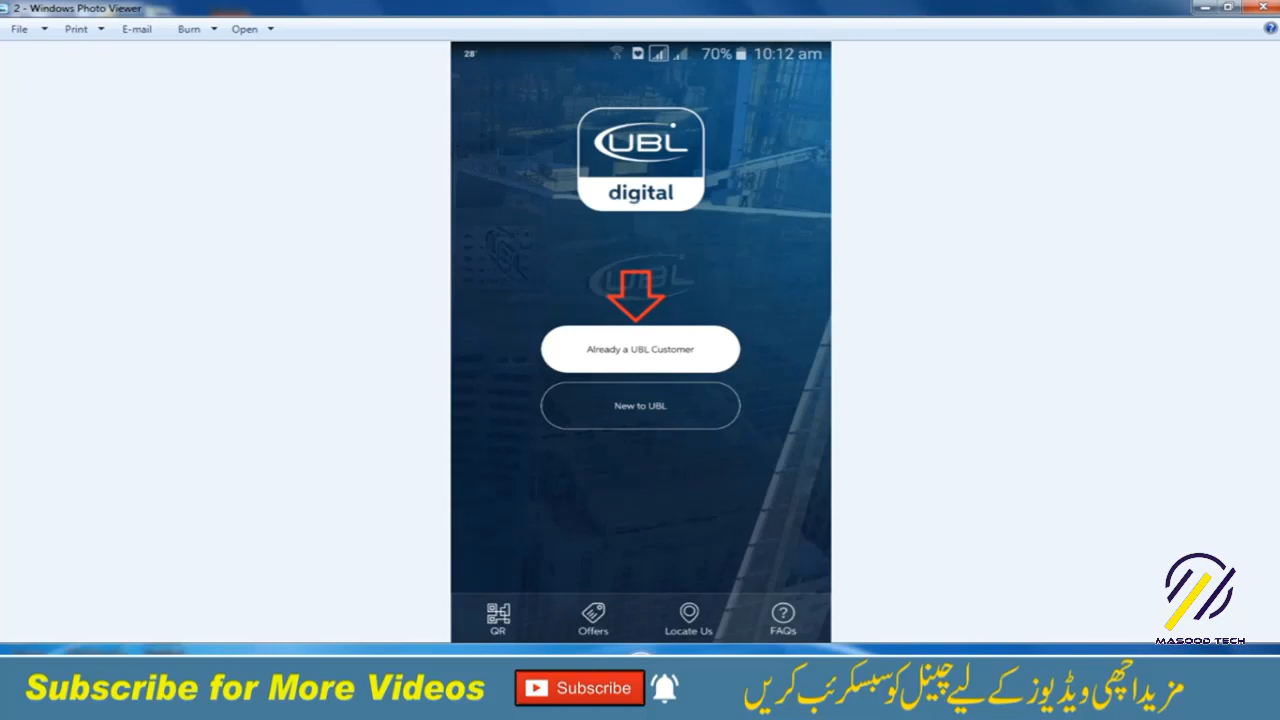 2 - Windows Photo Viewer
File Print E-mail Burn Open
28° 70% 10:12 am
UBL
digital
UBL
Already a UBL Customer
New to UBL
QR Offers Locate Us FAQs
MASOOD TECH
Subscribe for More Videos Subscribe مزید اچھی ویڈیوز کے لیے چینل کو سبسکرائب کریں